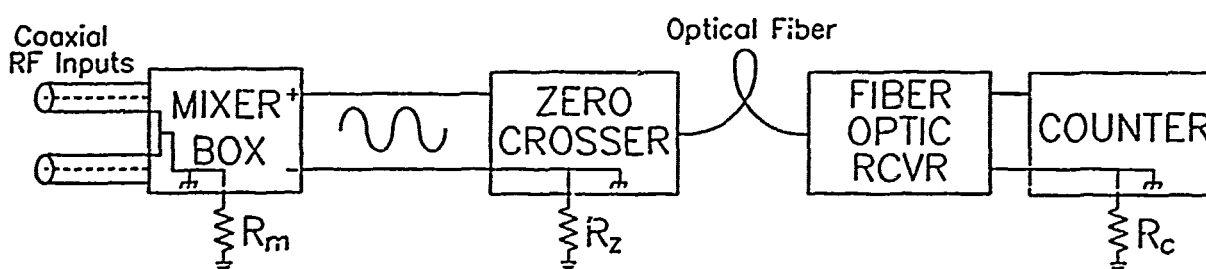 Coaxial
RF Inputs
MIXER
+
BOX
-
Rm
ZERO
CROSSER
Rz
Optical Fiber
FIBER
OPTIC
RCVR
COUNTER
Rc